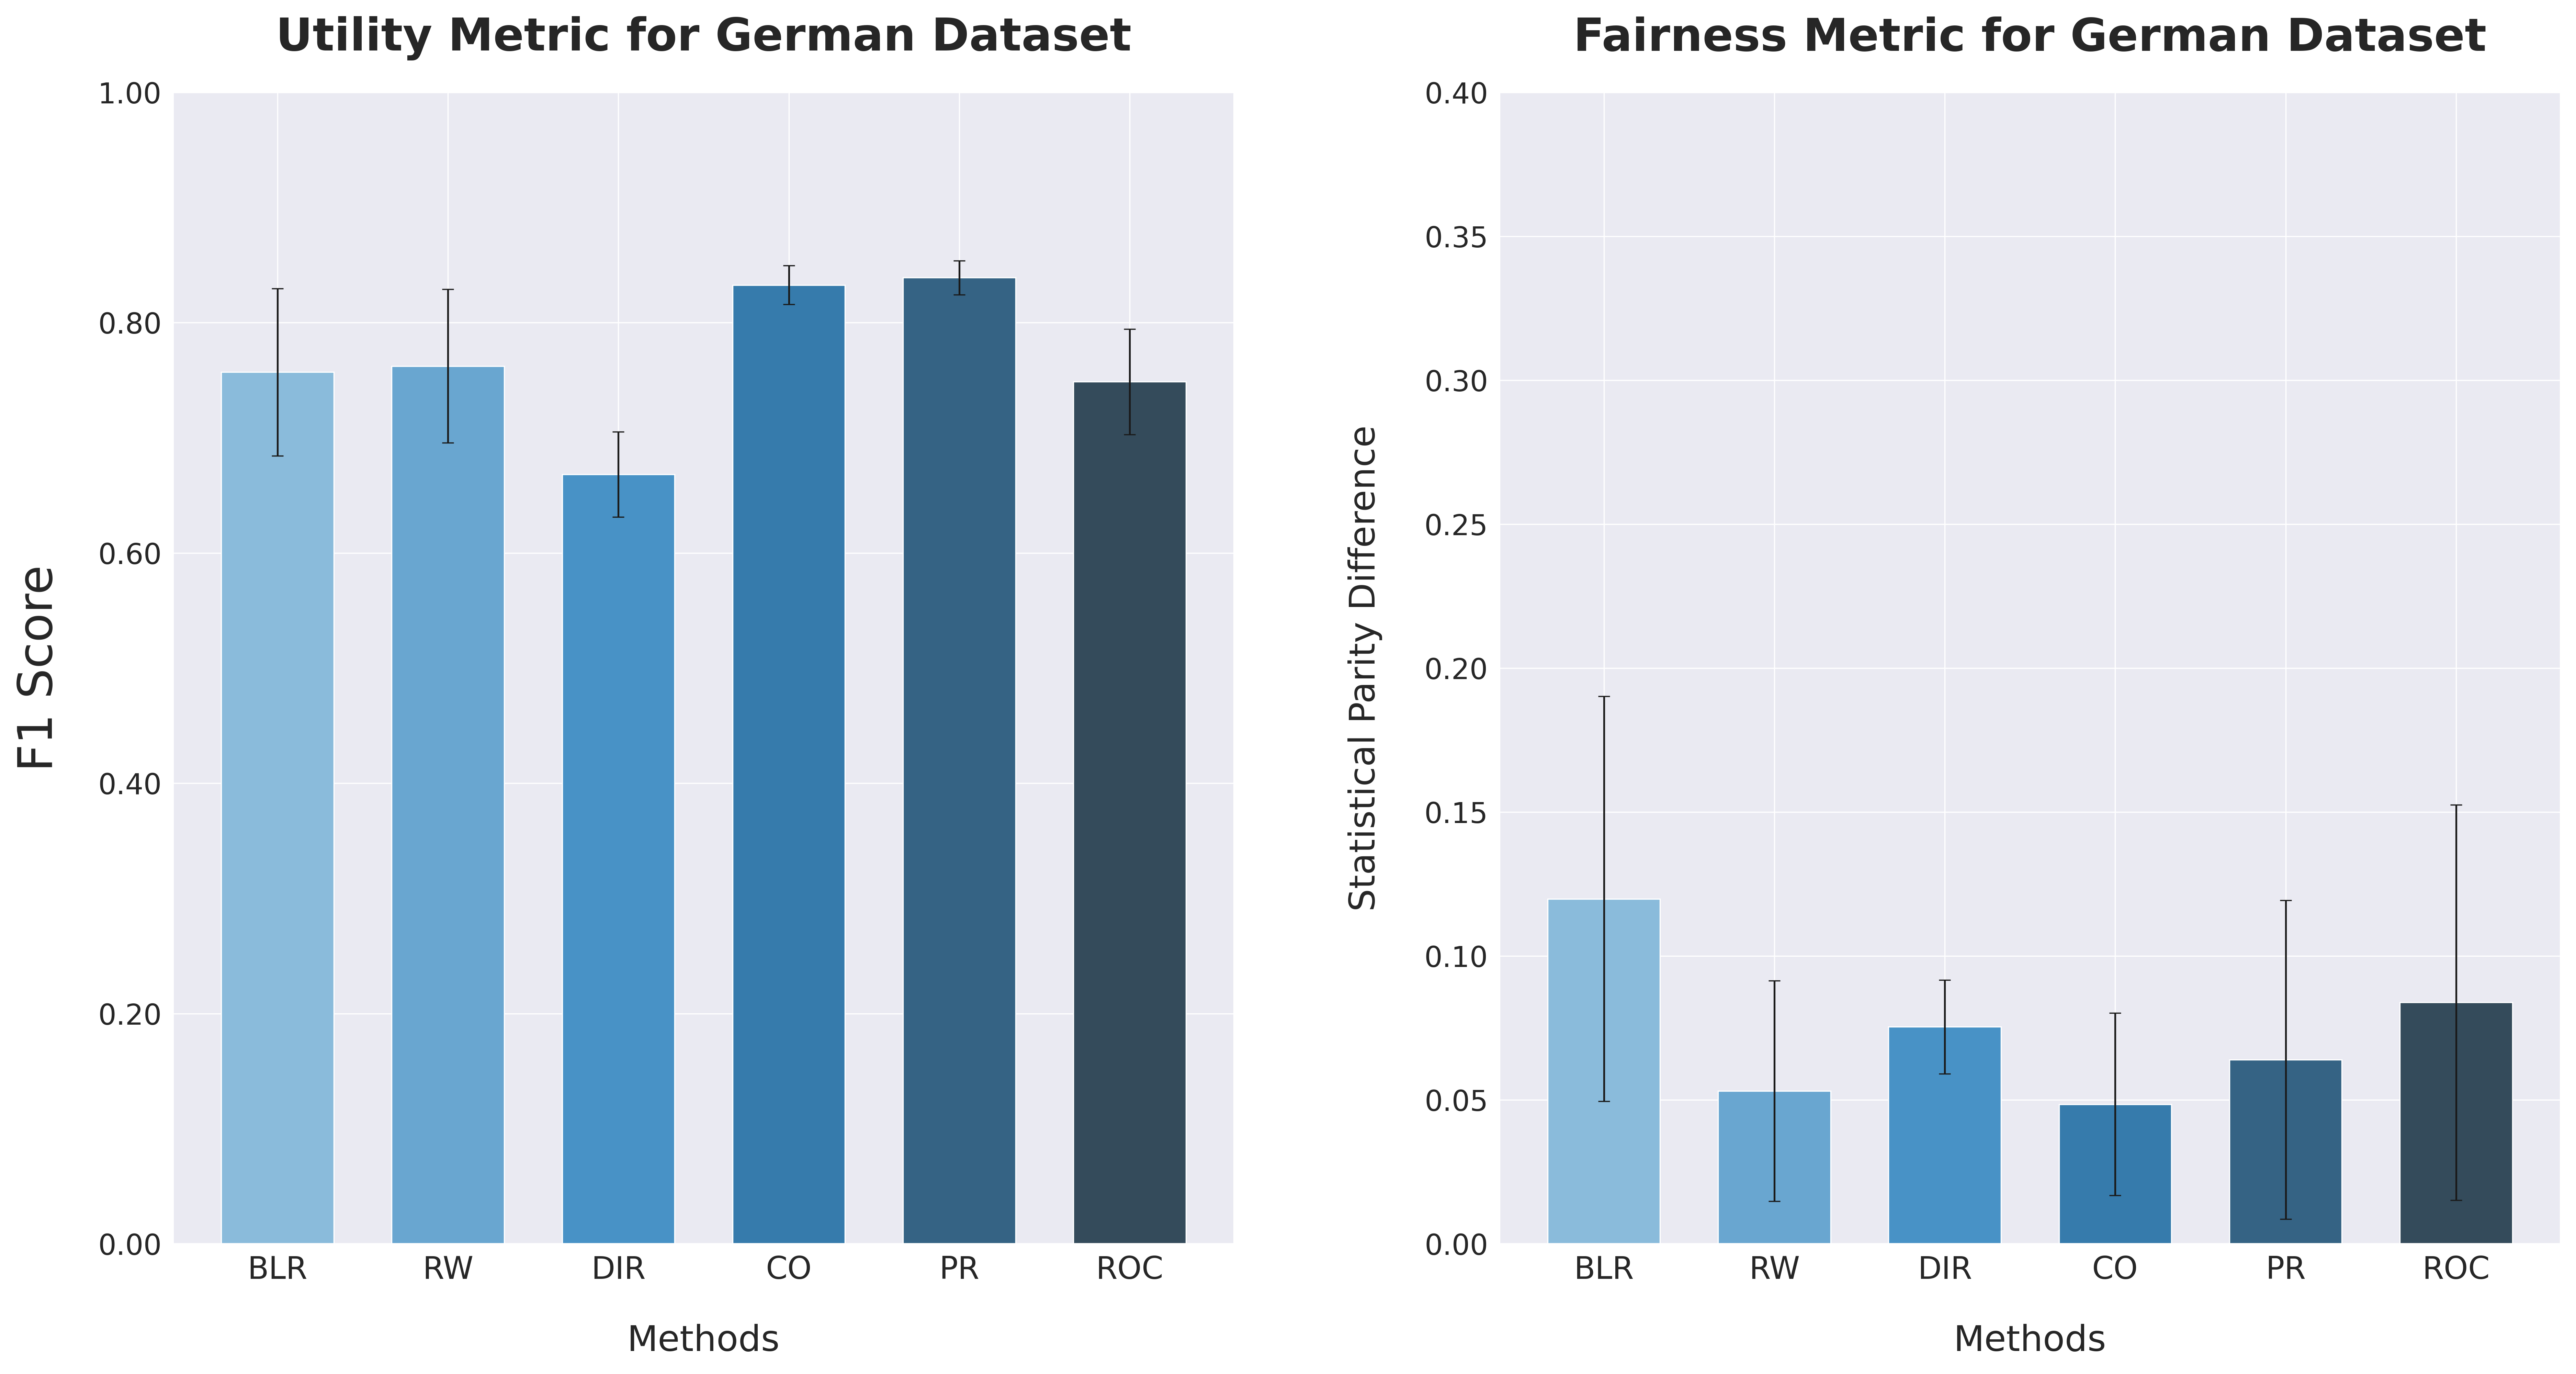 Utility Metric for German Dataset
F1 Score
1.00
0.80
0.60
0.40
0.20
0.00
BLR RW DIR CO PR ROC
Methods
Fairness Metric for German Dataset
Statistical Parity Difference
0.40
0.35
0.30
0.25
0.20
0.15
0.10
0.05
0.00
BLR RW DIR CO PR ROC
Methods